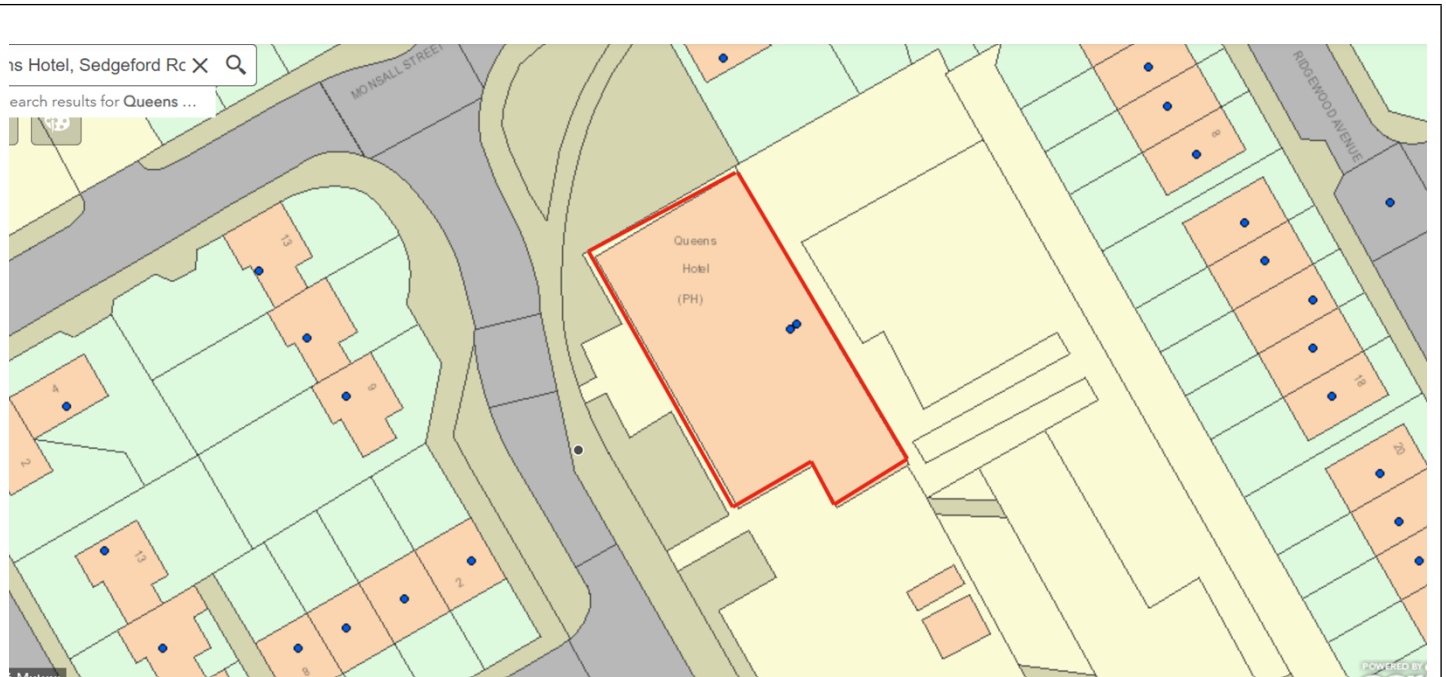 ns Hotel, Sedgeford Rc
earch results for Queens ...
MONSALL STREET
RIDGEWOOD AVENUE
8
13
Queens
Hotel
(PH)
4
9
18
2
20
13
2
8
POWERED BY